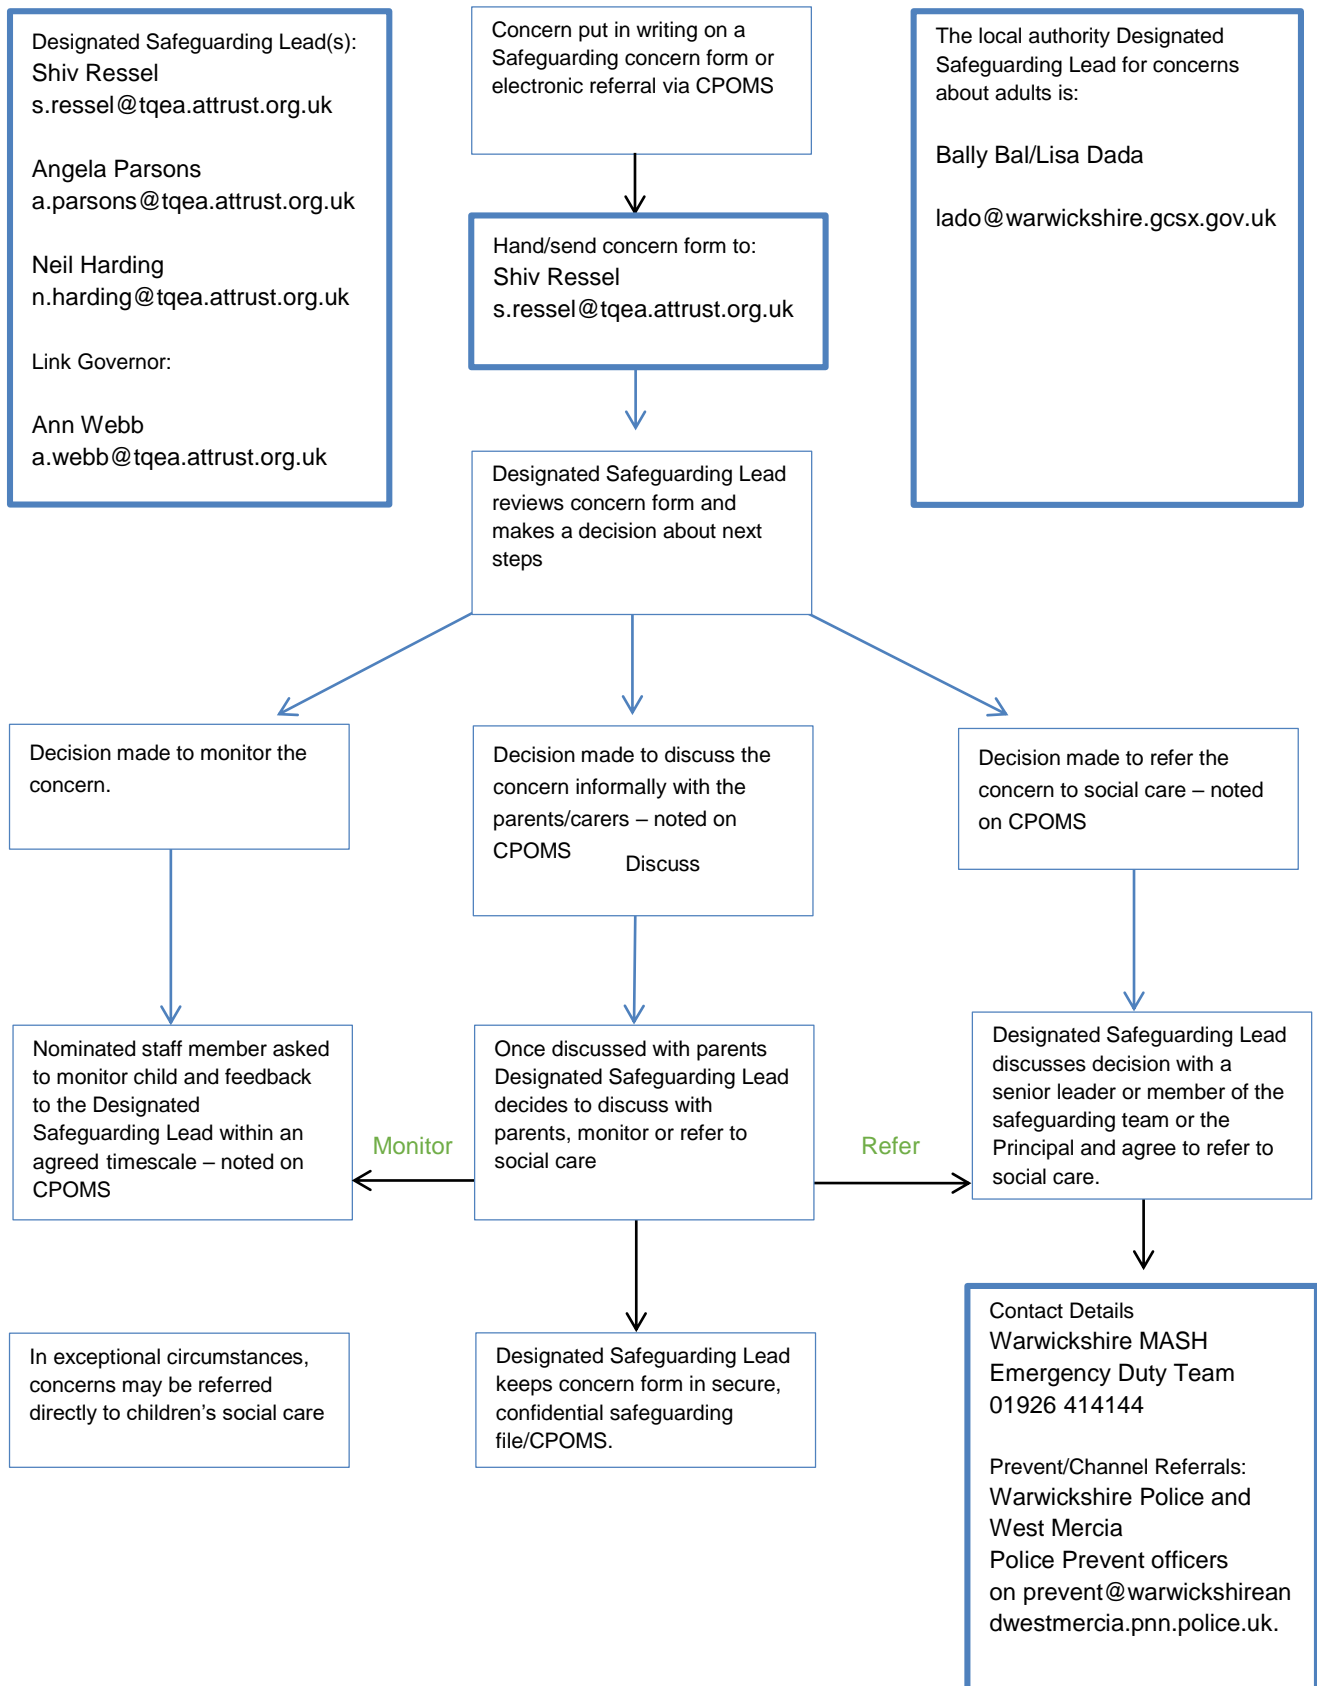 Designated Safeguarding Lead(s):
Shiv Ressel
s.ressel@tqea.attrust.org.uk
Angela Parsons
a.parsons@tqea.attrust.org.uk
Neil Harding
n.harding@tqea.attrust.org.uk
Link Governor:
Ann Webb
a.webb@tqea.attrust.org.uk
Concern put in writing on a
Safeguarding concern form or
electronic referral via CPOMS
The local authority Designated
Safeguarding Lead for concerns
about adults is:
Bally Bal/Lisa Dada
lado@warwickshire.gcsx.gov.uk
Hand/send concern form to:
Shiv Ressel
s.ressel@tqea.attrust.org.uk
Designated Safeguarding Lead
reviews concern form and
makes a decision about next
steps
Decision made to monitor the
concern.
Decision made to discuss the
concern informally with the
parents/carers – noted on
CPOMS
Discuss
Decision made to refer the
concern to social care – noted
on CPOMS
Nominated staff member asked
to monitor child and feedback
to the Designated
Safeguarding Lead within an
agreed timescale – noted on
CPOMS
Monitor
Once discussed with parents
Designated Safeguarding Lead
decides to discuss with
parents, monitor or refer to
social care
Refer
Designated Safeguarding Lead
discusses decision with a
senior leader or member of the
safeguarding team or the
Principal and agree to refer to
social care.
In exceptional circumstances,
concerns may be referred
directly to children's social care
Designated Safeguarding Lead
keeps concern form in secure,
confidential safeguarding
file/CPOMS.
Contact Details
Warwickshire MASH
Emergency Duty Team
01926 414144
Prevent/Channel Referrals:
Warwickshire Police and
West Mercia
Police Prevent officers
on prevent@warwickshirean
dwestmercia.pnn.police.uk.